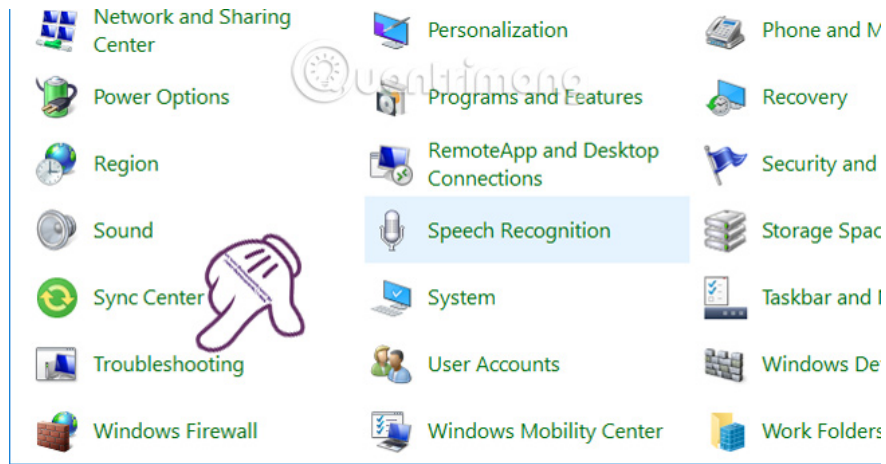 Network and Sharing
Center
Personalization
Phone and M
Quantrimang
Power Options
Programs and Features
Recovery
Region
RemoteApp and Desktop
Connections
Security and
Sound
Speech Recognition
Storage Spac
Sync Center
System
Taskbar and
Troubleshooting
User Accounts
Windows De
Windows Firewall
Windows Mobility Center
Work Folders